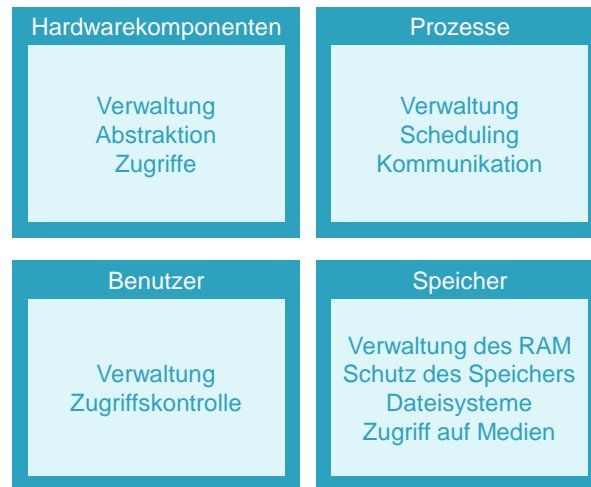 Hardwarekomponenten
Verwaltung
Abstraktion
Zugriffe
Prozesse
Verwaltung
Scheduling
Kommunikation
Benutzer
Verwaltung
Zugriffskontrolle
Speicher
Verwaltung des RAM
Schutz des Speichers
Dateisysteme
Zugriff auf Medien